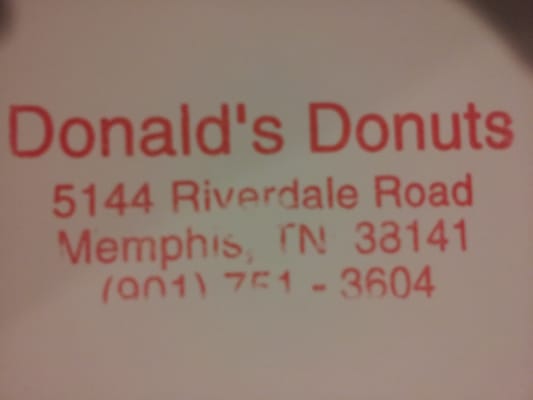 Donald's Donuts
5144 Riverdale Road
Memphis, TN 38141
(901) 751 - 3604